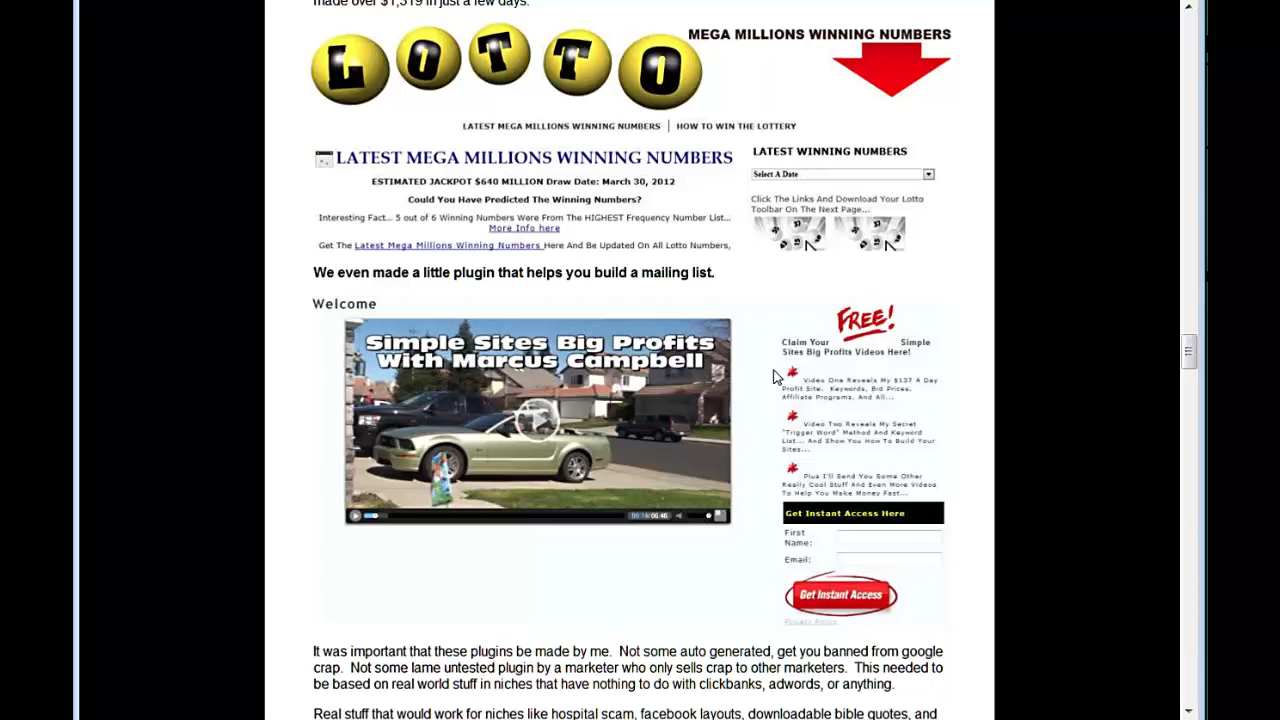 made over $1,319 in just a few days.
LOTTO
MEGA MILLIONS WINNING NUMBERS
LATEST MEGA MILLIONS WINNING NUMBERS | HOW TO WIN THE LOTTERY
LATEST MEGA MILLIONS WINNING NUMBERS
ESTIMATED JACKPOT $640 MILLION Draw Date: March 30, 2012
Could You Have Predicted The Winning Numbers?
Interesting Fact... 5 out of 6 Winning Numbers Were From The HIGHEST Frequency Number List...
More Info here
Get The Latest Mega Millions Winning Numbers Here And Be Updated On All Lotto Numbers,
LATEST WINNING NUMBERS
Select A Date
Click The Links And Download Your Lotto
Toolbar On The Next Page...
We even made a little plugin that helps you build a mailing list.
Welcome
Simple Sites Big Profits
With Marcus Campbell
FREE!
Claim Your Simple
Sites Big Profits Videos Here!
Video One Reveals My $137 A Day
Profit Site. Keywords, Bid Prices,
Affiliate Programs, And All...
Video Two Reveals My Secret
"Trigger Word" Method And Keyword
List... And Show You How To Build Your
Sites...
Plus I'll Send You Some Other
Really Cool Stuff And Even More Videos
To Help You Make Money Fast...
Get Instant Access Here
First
Name:
Email:
Get Instant Access
Privacy Policy
It was important that these plugins be made by me. Not some auto generated, get you banned from google
crap. Not some lame untested plugin by a marketer who only sells crap to other marketers. This needed to
be based on real world stuff in niches that have nothing to do with clickbanks, adwords, or anything.
Real stuff that would work for niches like hospital scam, facebook layouts, downloadable bible quotes, and